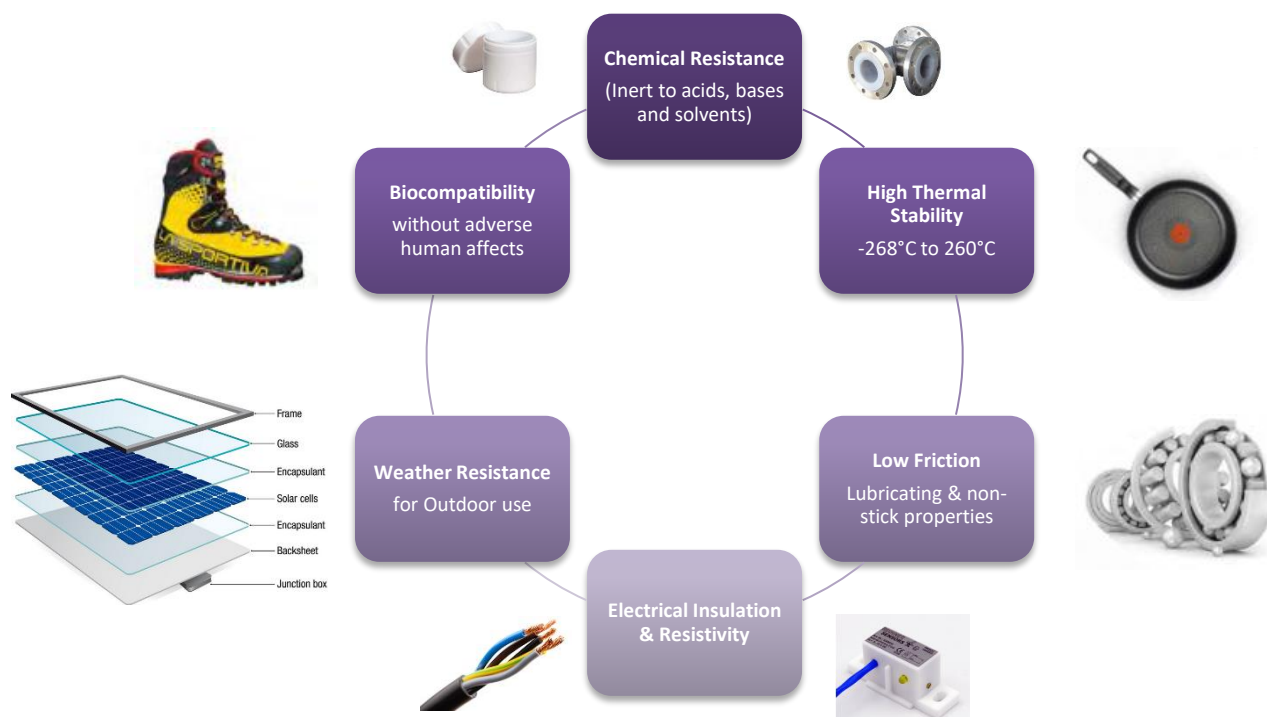 Chemical Resistance
(Inert to acids, bases
and solvents)
Biocompatibility
without adverse
human affects
High Thermal
Stability
-268°C to 260°C
LASPORTIVA
Frame
Glass
Encapsulant
Solar cells
Encapsulant
Backsheet
Junction box
Weather Resistance
for Outdoor use
Low Friction
Lubricating & non-
stick properties
Electrical Insulation
& Resistivity